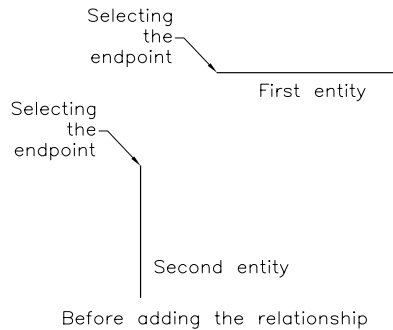 Selecting
the
endpoint
First entity
Selecting
the
endpoint
Second entity
Before adding the relationship